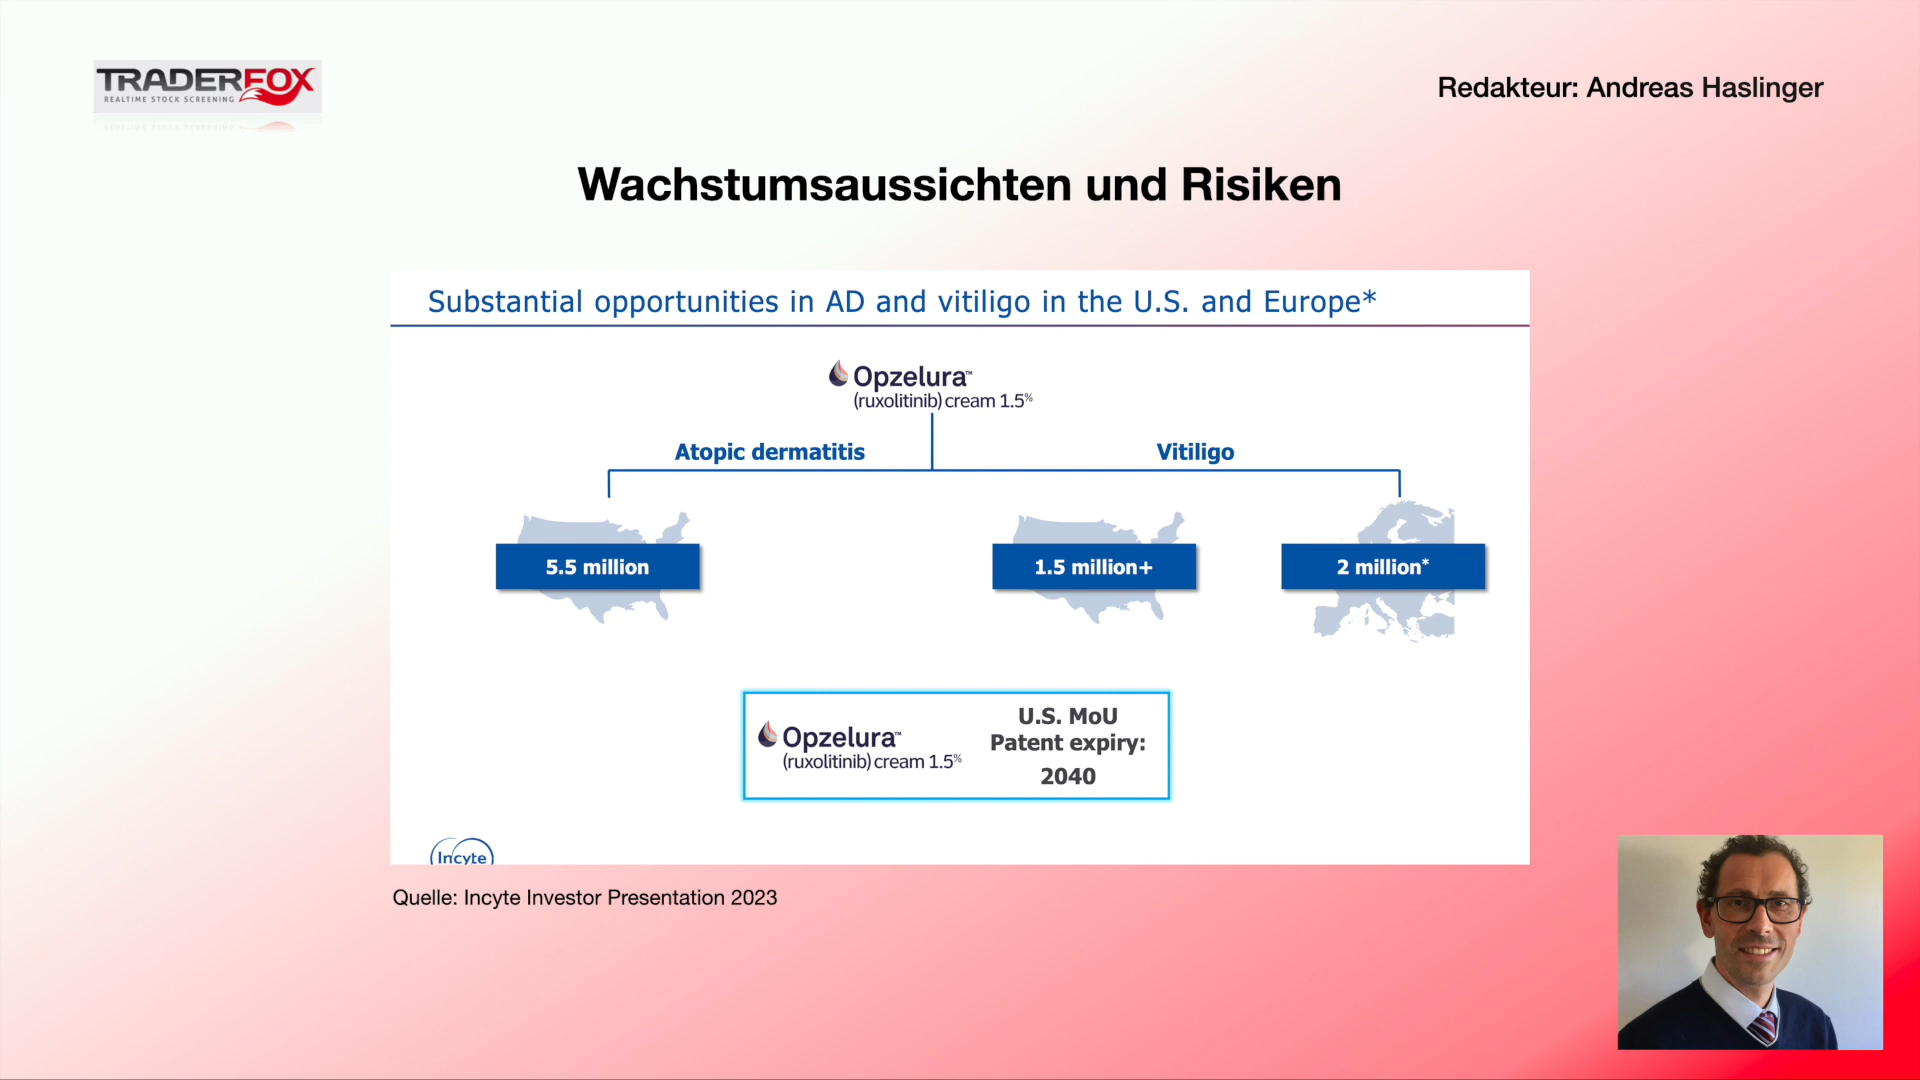 TRADERFOX
REALTIME STOCK SCREENING
Redakteur: Andreas Haslinger
Wachstumsaussichten und Risiken
Substantial opportunities in AD and vitiligo in the U.S. and Europe*
Opzelura™
(ruxolitinib) cream 1.5%
Atopic dermatitis
Vitiligo
5.5 million
1.5 million+
2 million*
Opzelura™
(ruxolitinib) cream 1.5%
U.S. MoU
Patent expiry:
2040
Incyte
Quelle: Incyte Investor Presentation 2023